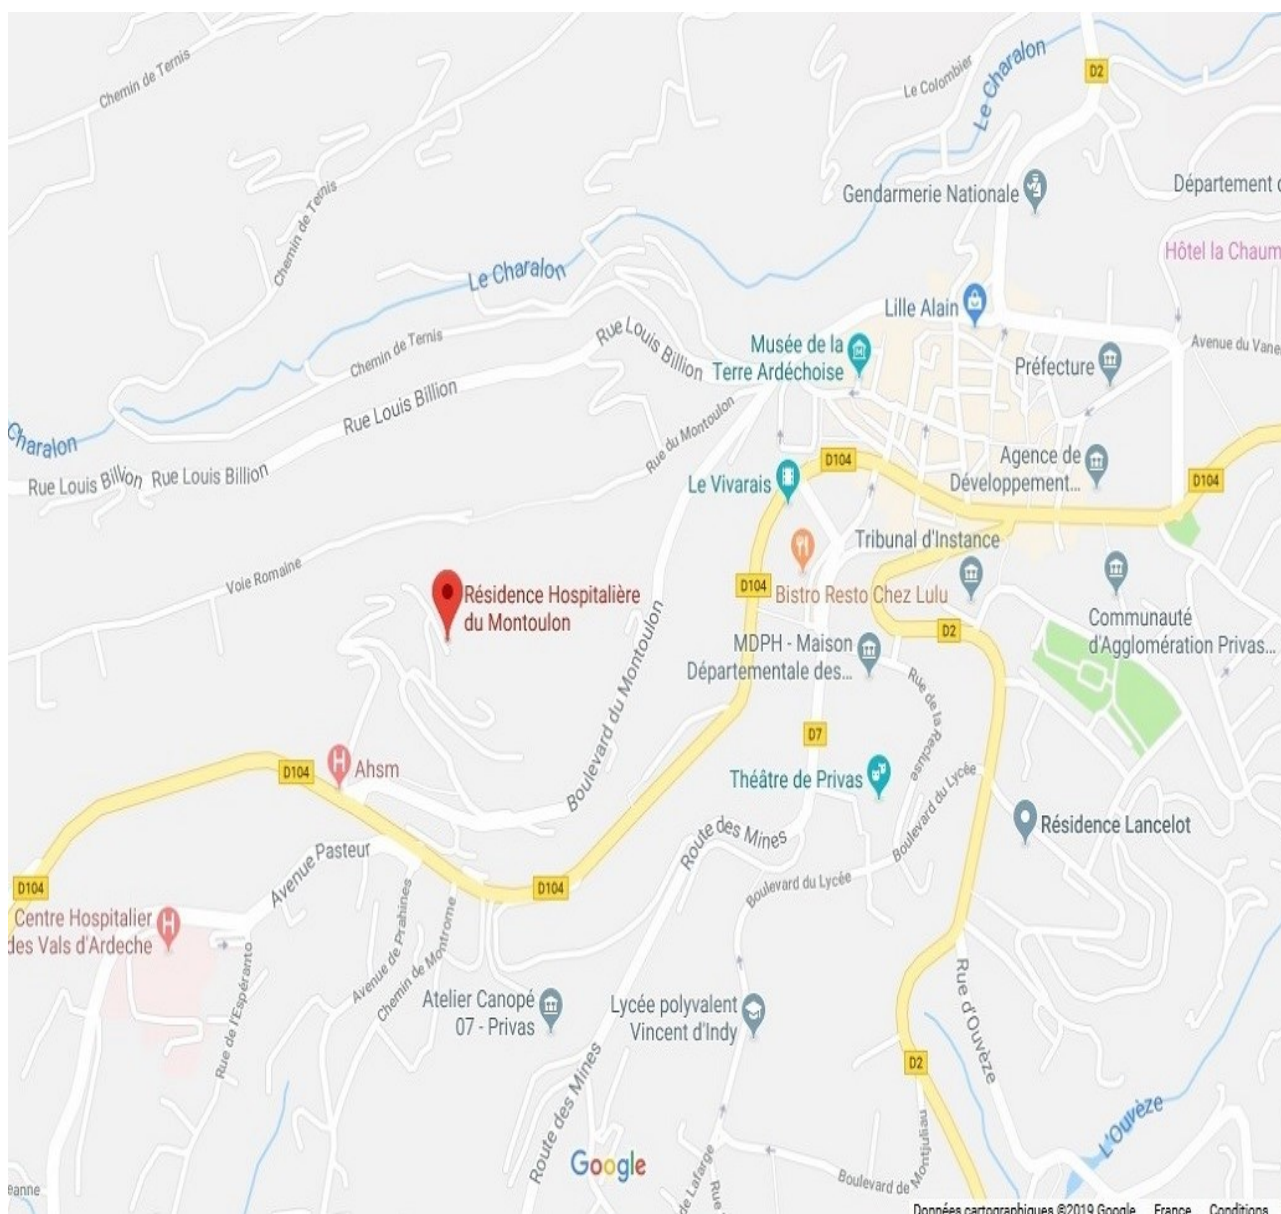 Le Charalon
D2
Chemin de Ternis
Le Colombier
Gendarmerie Nationale
Département
Chemin de Ternis
Hôtel la Chaum
Le Charalon
Lille Alain
Rue Louis Billion
Musée de la
Terre Ardéchoise
Chemin de Ternis
Avenue du Vane
Préfecture
Rue Louis Billion
Charalon
Rue du Montoulon
Rue Louis Billion
Rue Louis Billion
D104
Agence de
Développement...
Le Vivarais
D104
Tribunal d'Instance
Voie Romaine
Résidence Hospitalière
du Montoulon
D104
Bistro Resto Chez Lulu
Communauté
d'Agglomération Privas...
D2
MDPH - Maison
Départementale des...
Boulevard du Montoulon
Rue de la Recluse
D7
D104
Ahsm
Théâtre de Privas
Boulevard du Lycée
Résidence Lancelot
Route des Mines
Avenue Pasteur
Boulevard du Lycée
D104
D104
Centre Hospitalier
des Vals d'Ardeche
Avenue de Prahines
Chemin de Montrome
Rue de l'Espéranto
Atelier Canopé
07 - Privas
Lycée polyvalent
Vincent d'Indy
Rue d'Ouvèze
D2
Route des Mines
L'Ouvèze
Google
Boulevard de Montjuliau
de Lafarge
Rue
eanne
Données cartographiques ©2019 Google France Conditions